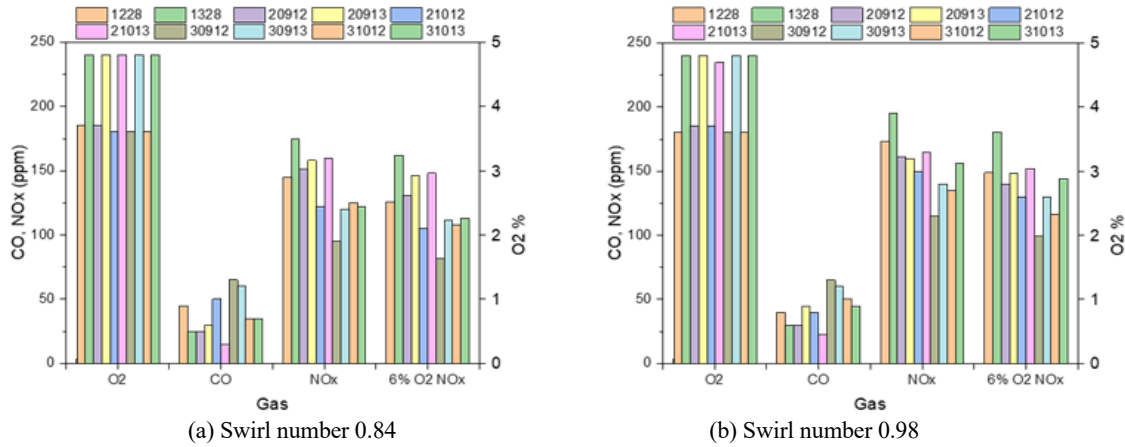 1228 1328 20912 20913 21012
21013 30912 30913 31012 31013
250
200
150
100
50
0
CO, NOx (ppm)
5
4
3
2
1
0
O2 %
O2 CO NOx 6% O2 NOx
Gas
(a) Swirl number 0.84
1228 1328 20912 20913 21012
21013 30912 30913 31012 31013
250
200
150
100
50
0
CO, NOx (ppm)
5
4
3
2
1
0
O2 %
O2 CO NOx 6% O2 NOx
Gas
(b) Swirl number 0.98